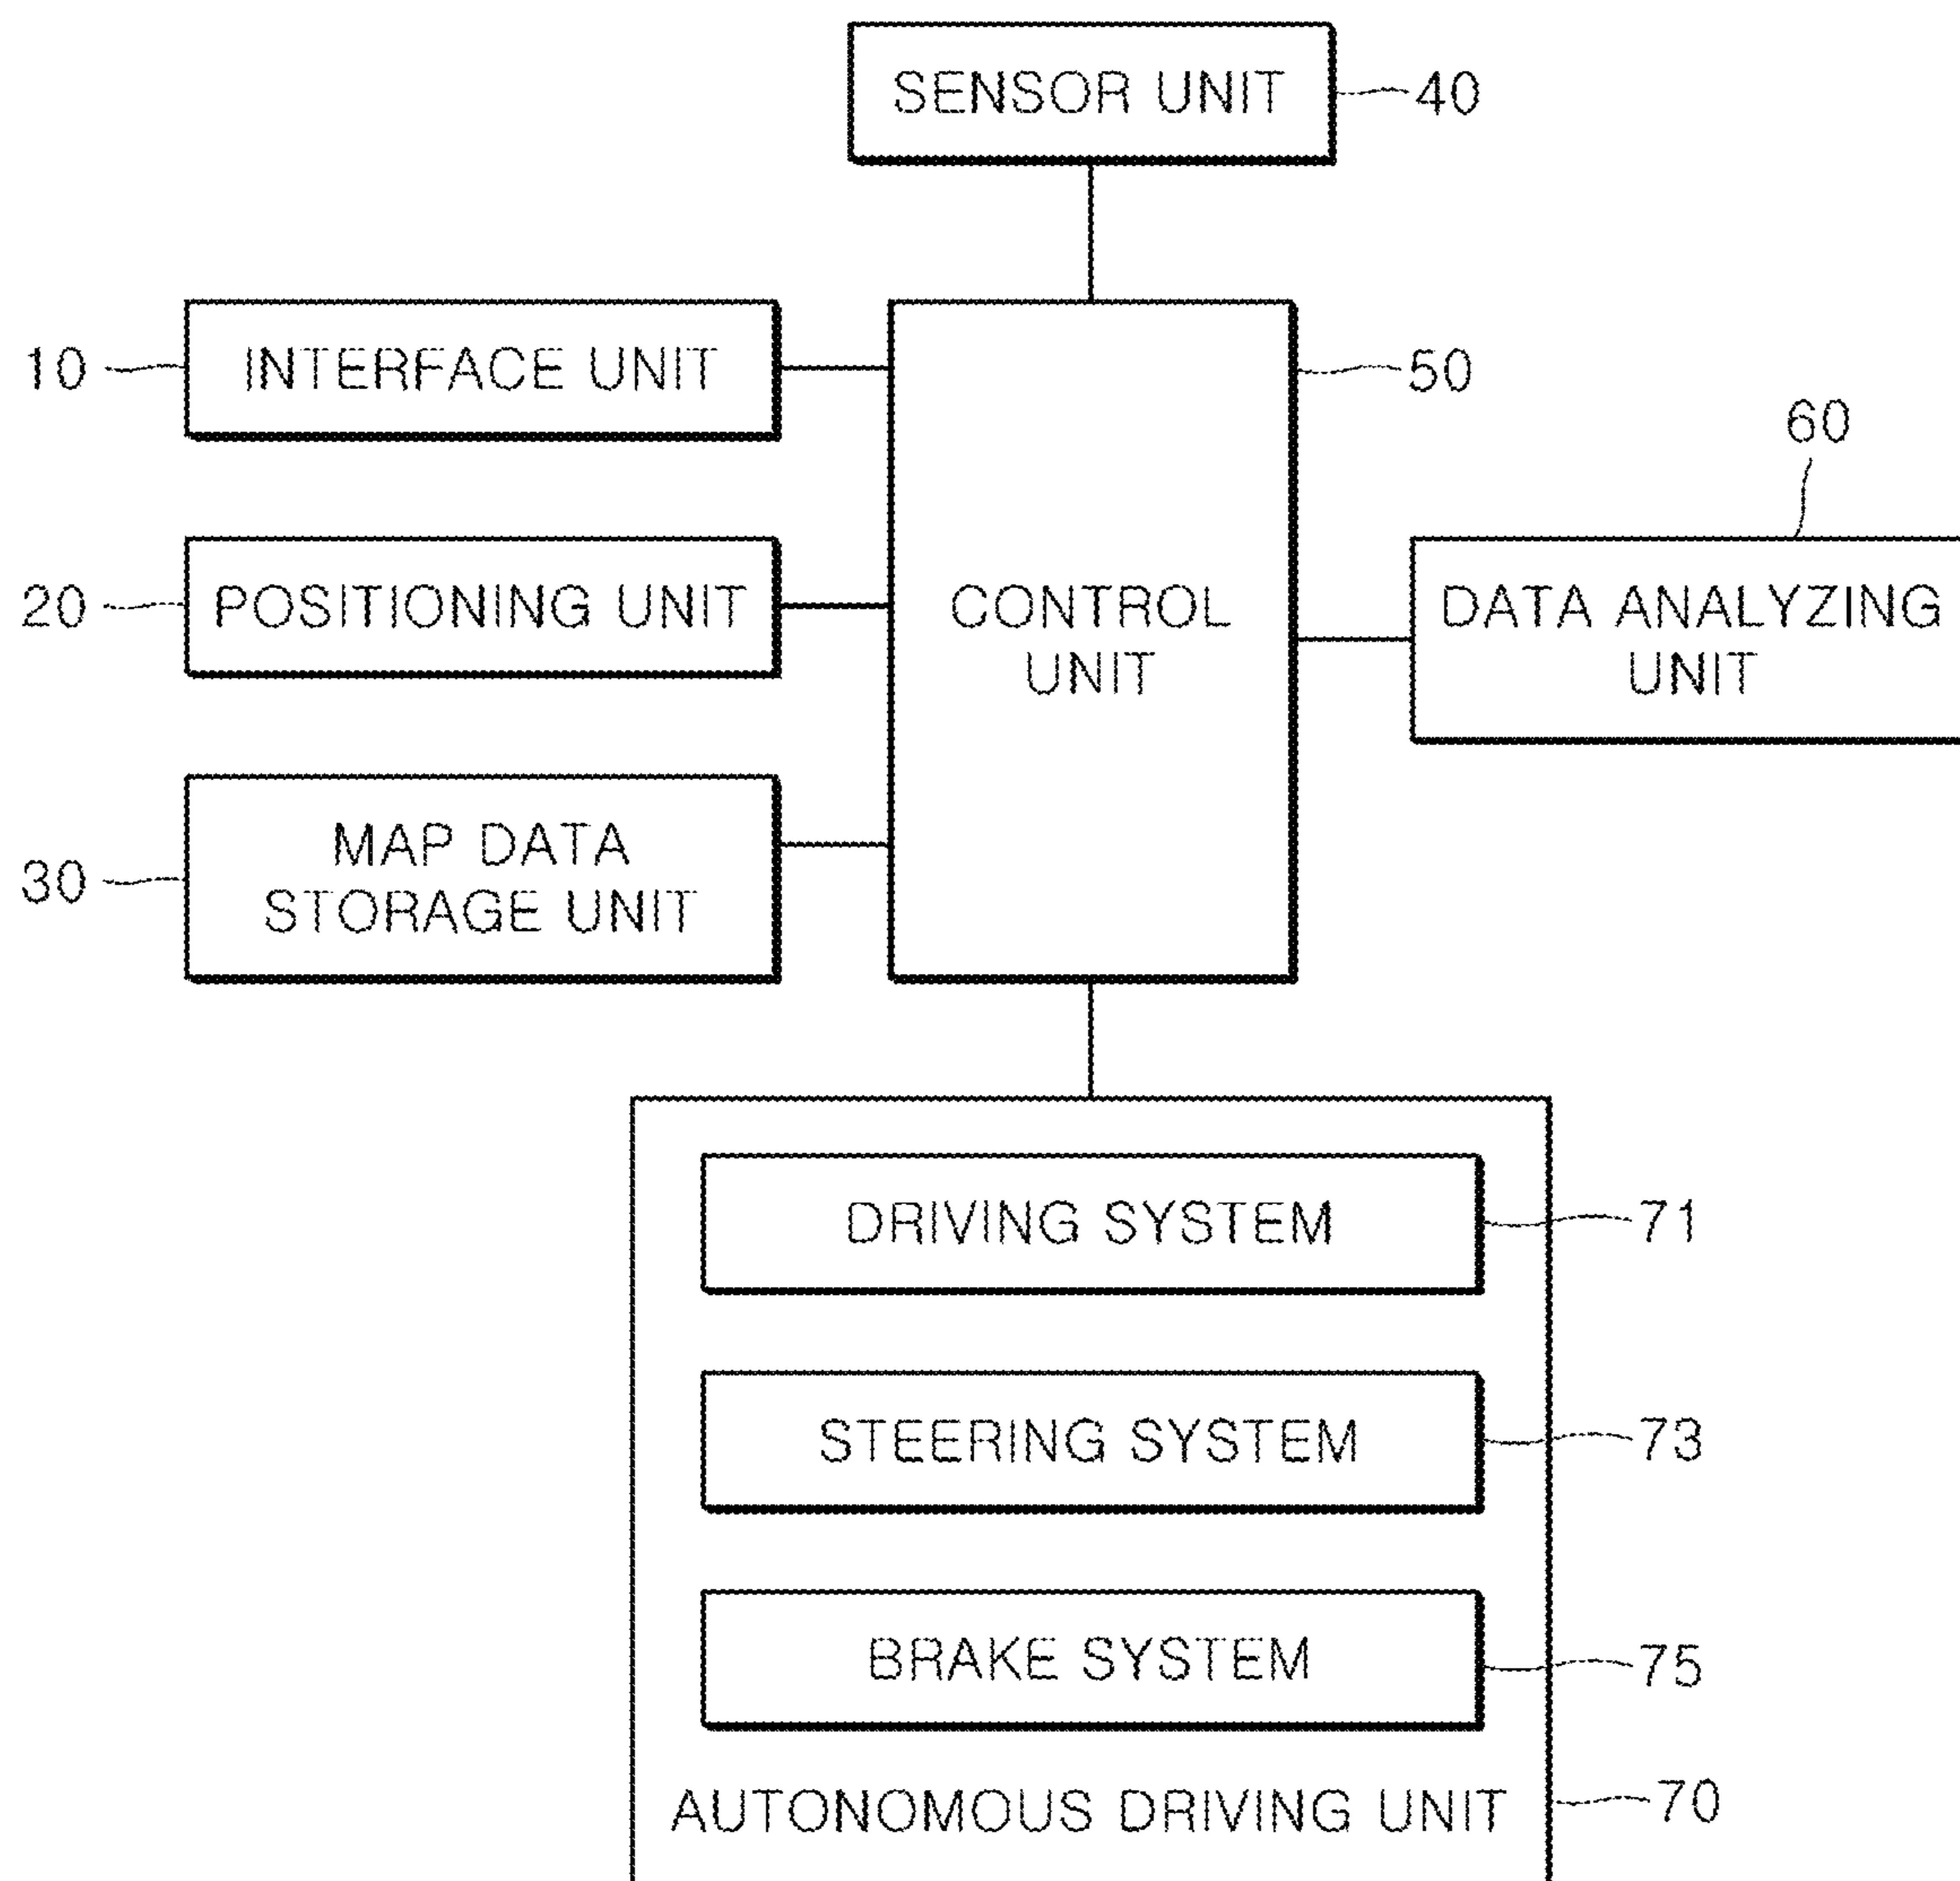 SENSOR UNIT
40
10
INTERFACE UNIT
50
60
20
POSITIONING UNIT
CONTROL
UNIT
DATA ANALYZING
UNIT
30
MAP DATA
STORAGE UNIT
DRIVING SYSTEM
71
STEERING SYSTEM
73
BRAKE SYSTEM
75
AUTONOMOUS DRIVING UNIT
70